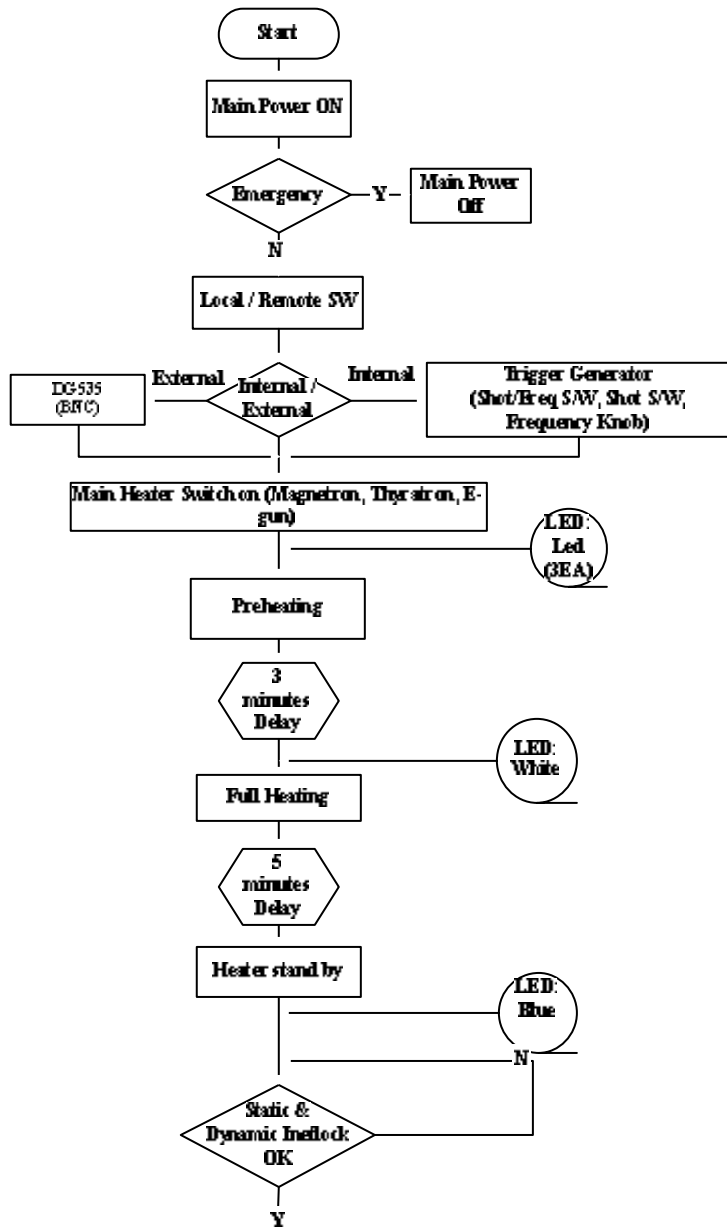 Start
Main Power ON
Emergency
Y
Main Power
Off
N
Local / Remote SW
External
Internal
DG535
(BNC)
Internal /
External
Trigger Generator
(Shot/Freq S/W, Shot S/W,
Frequency Knob)
Main Heater Switch on (Magnetron, Thyratron, E-
gun)
LED:
Led
(3EA)
Preheating
3
minutes
Delay
LED:
White
Full Heating
5
minutes
Delay
Heater stand by
LED:
Blue
N
Static &
Dynamic Ineflock
OK
Y